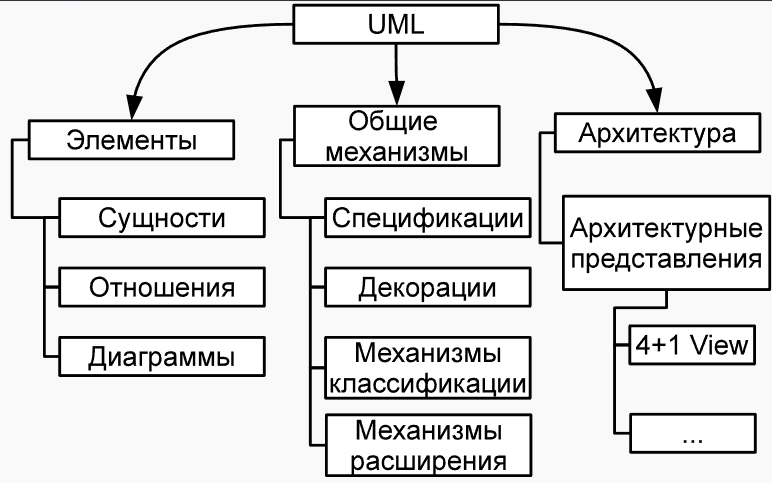 UML
Элементы
Сущности
Отношения
Диаграммы
Общие
механизмы
Спецификации
Декорации
Механизмы
классификации
Механизмы
расширения
Архитектура
Архитектурные
представления
4+1 View
...